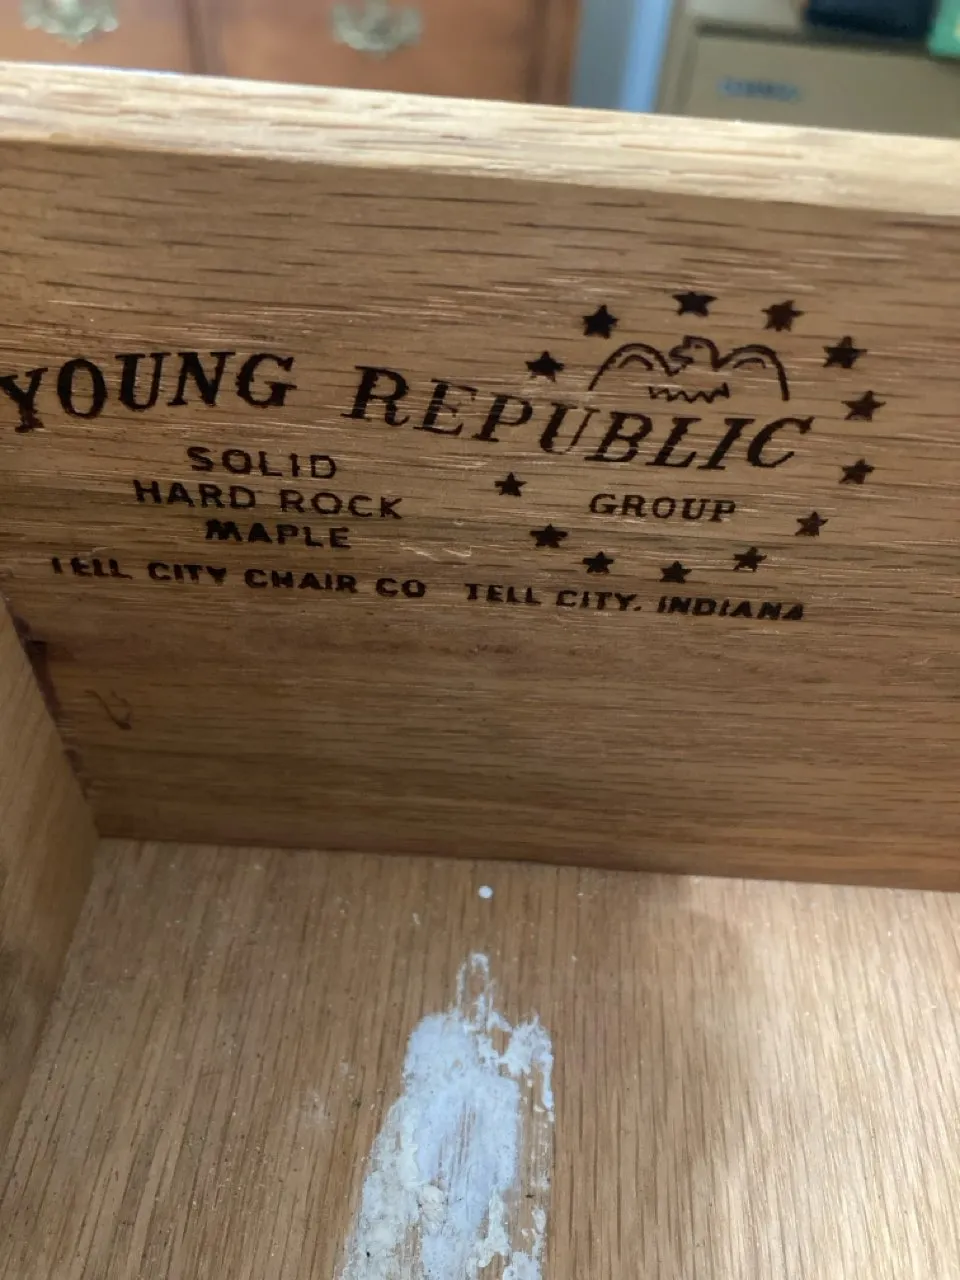 YOUNG REPUBLIC
SOLID
HARD ROCK
MAPLE
GROUP
TELL CITY CHAIR CO TELL CITY, INDIANA